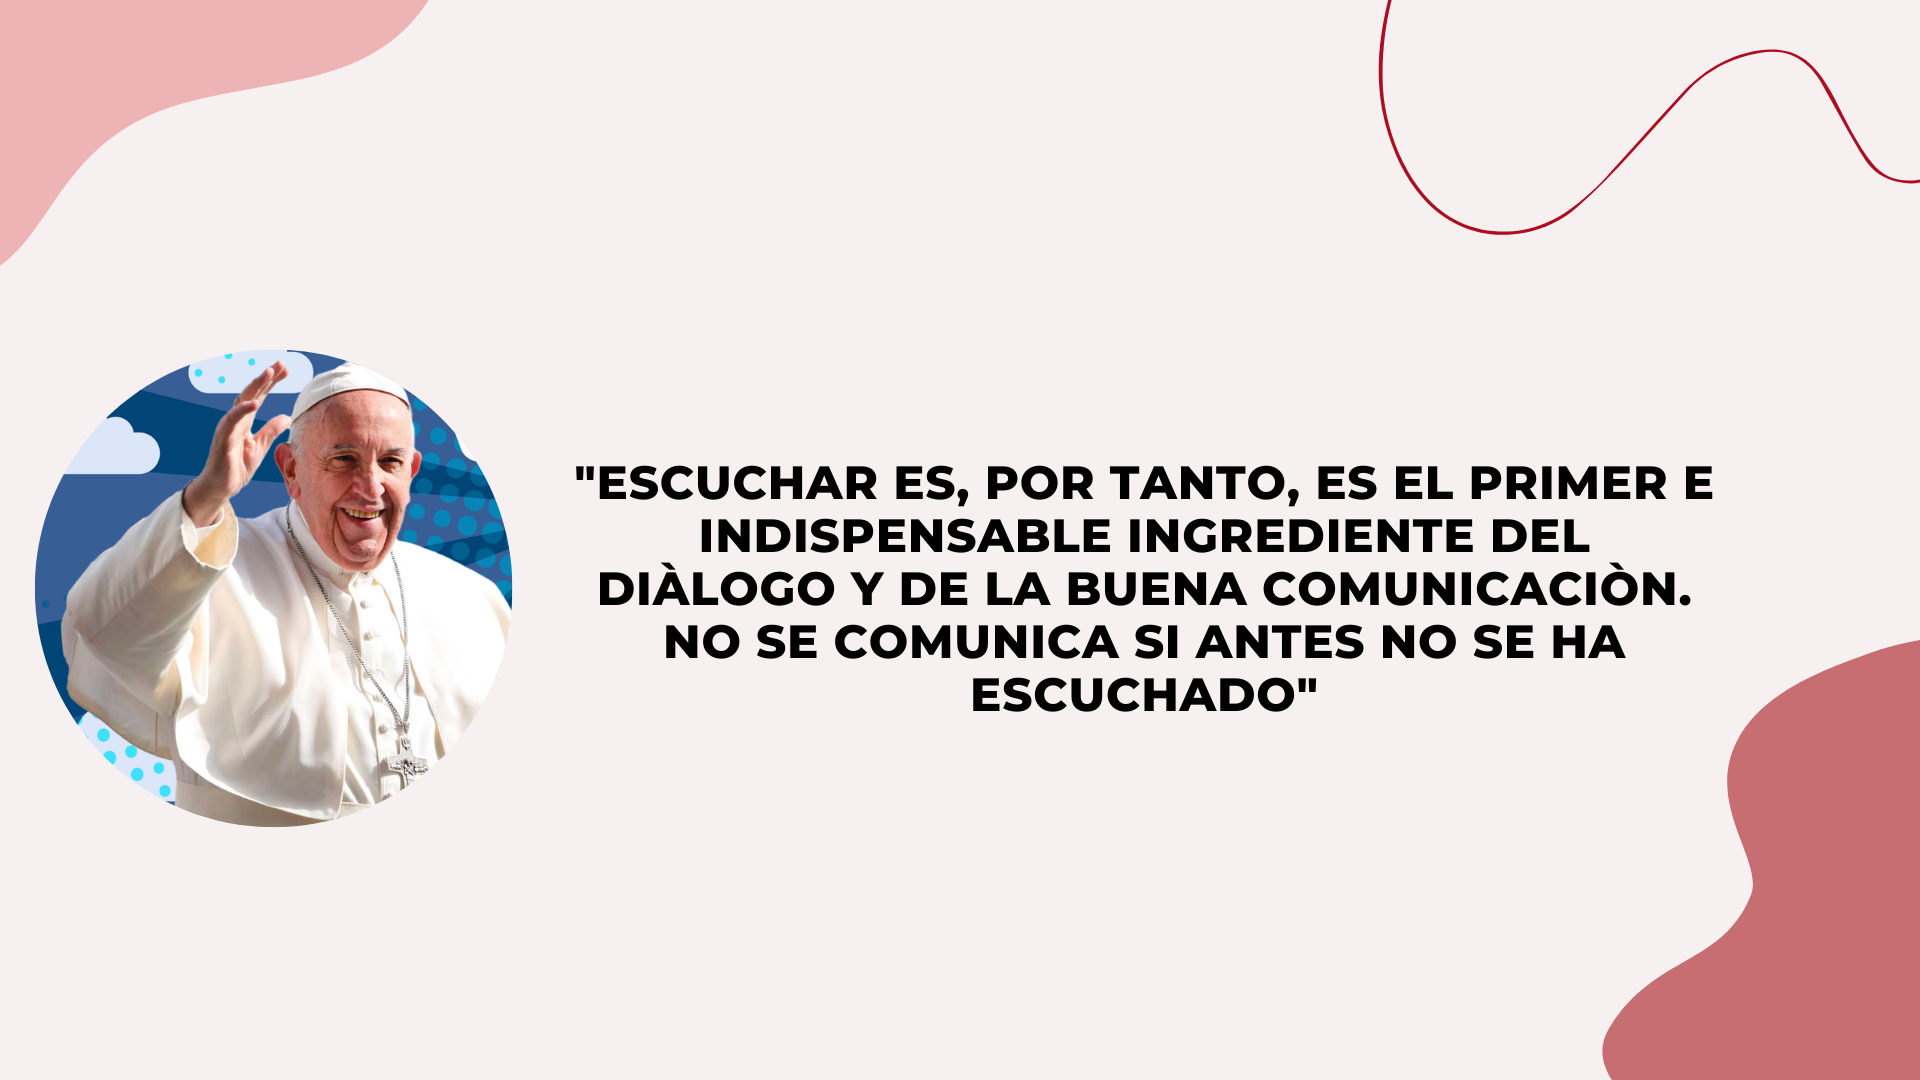 "ESCUCHAR ES, POR TANTO, ES EL PRIMER E
INDISPENSABLE INGREDIENTE DEL
DIÀLOGO Y DE LA BUENA COMUNICACIÒN.
NO SE COMUNICA SI ANTES NO SE HA
ESCUCHADO"